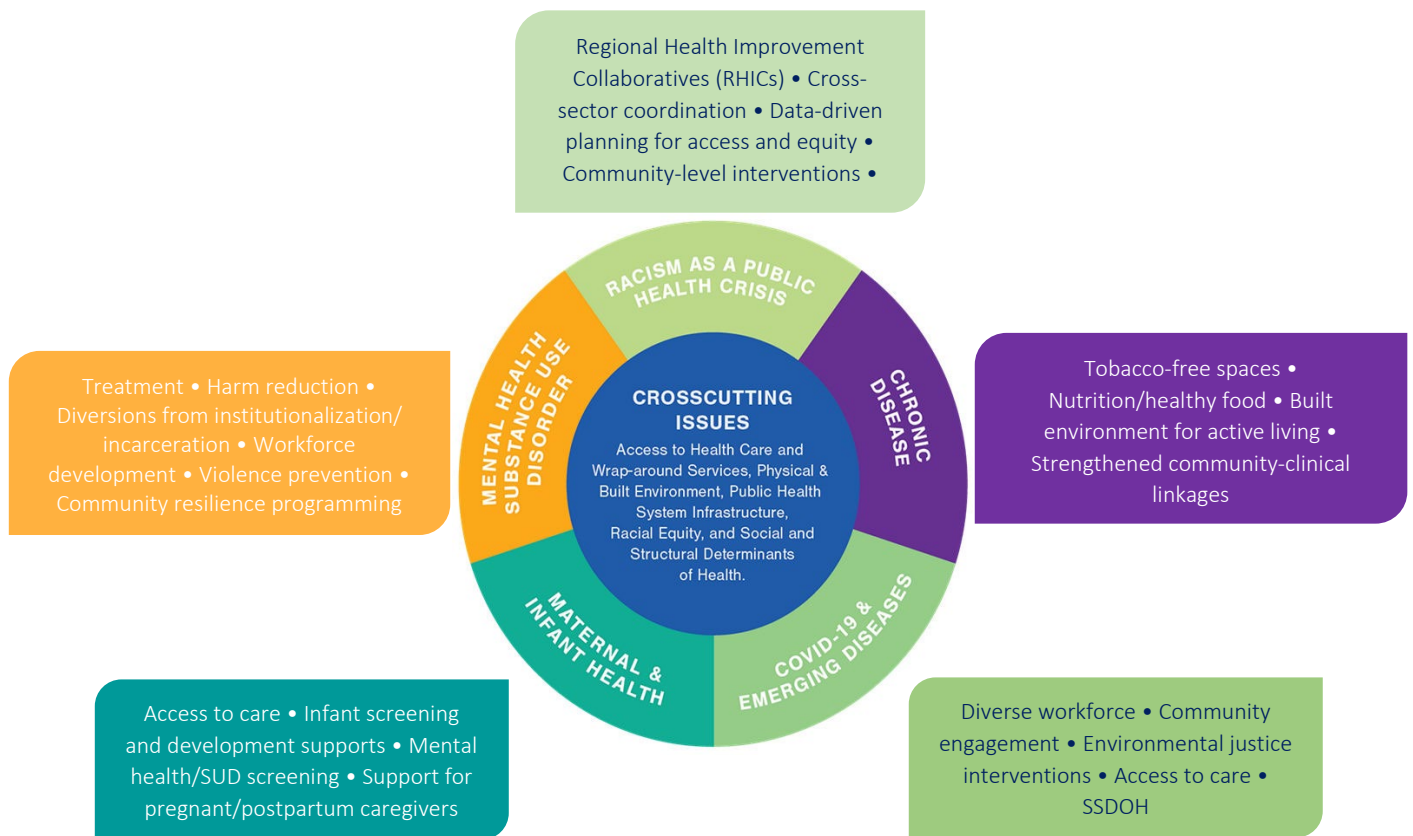 Regional Health Improvement
Collaboratives (RHICs) • Cross-
sector coordination • Data-driven
planning for access and equity •
Community-level interventions •
RACISM AS A PUBLIC
HEALTH CRISIS
MENTAL HEALTH
SUBSTANCE USE
DISORDER
CHRONIC
DISEASE
Treatment • Harm reduction •
Diversions from institutionalization/
incarceration • Workforce
development • Violence prevention •
Community resilience programming
CROSSCUTTING
ISSUES
Access to Health Care and
Wrap-around Services, Physical &
Built Environment, Public Health
System Infrastructure,
Racial Equity, and Social and
Structural Determinants
of Health.
Tobacco-free spaces •
Nutrition/healthy food • Built
environment for active living •
Strengthened community-clinical
linkages
MATERNAL &
INFANT HEALTH
COVID-19 &
EMERGING DISEASES
Access to care • Infant screening
and development supports • Mental
health/SUD screening • Support for
pregnant/postpartum caregivers
Diverse workforce • Community
engagement • Environmental justice
interventions • Access to care •
SSDOH